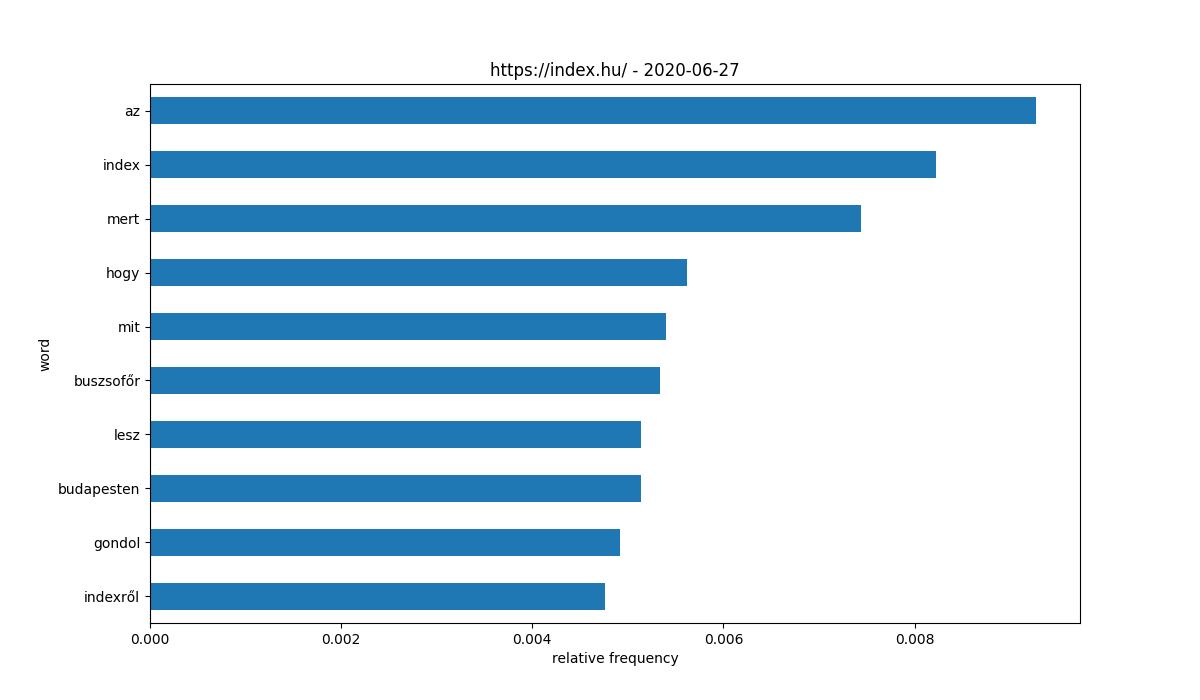 https://index.hu/ - 2020-06-27
az
index
mert
hogy
mit
buszsofőr
lesz
budapesten
gondol
indexről
word
0.000 0.002 0.004 0.006 0.008
relative frequency